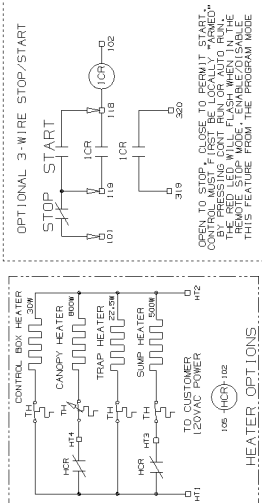 OPTIONAL 3-WIRE STOP/START
STOP
START
1CR
102
101
119
118
1CR
1CR
319
320
OPEN TO STOP, CLOSE TO PERMIT START.
CONTROL MUST FIRST BE LOCALLY "ARMED"
BY PRESSING CONT RUN OR AUTO RUN.
THE RED LED WILL FLASH WHEN IN THE
REMOTE STOP MODE. ENABLE/DISABLE
THIS FEATURE FROM THE PROGRAM MODE
CONTROL BOX HEATER
TH
30W
CANOPY HEATER
HCR
HT4
TH
800W
TRAP HEATER
TH
22.5W
SUMP HEATER
HCR
HT3
TH
500W
HT1
HT2
TO CUSTOMER
120VAC POWER
105
HCR
102
HEATER OPTIONS